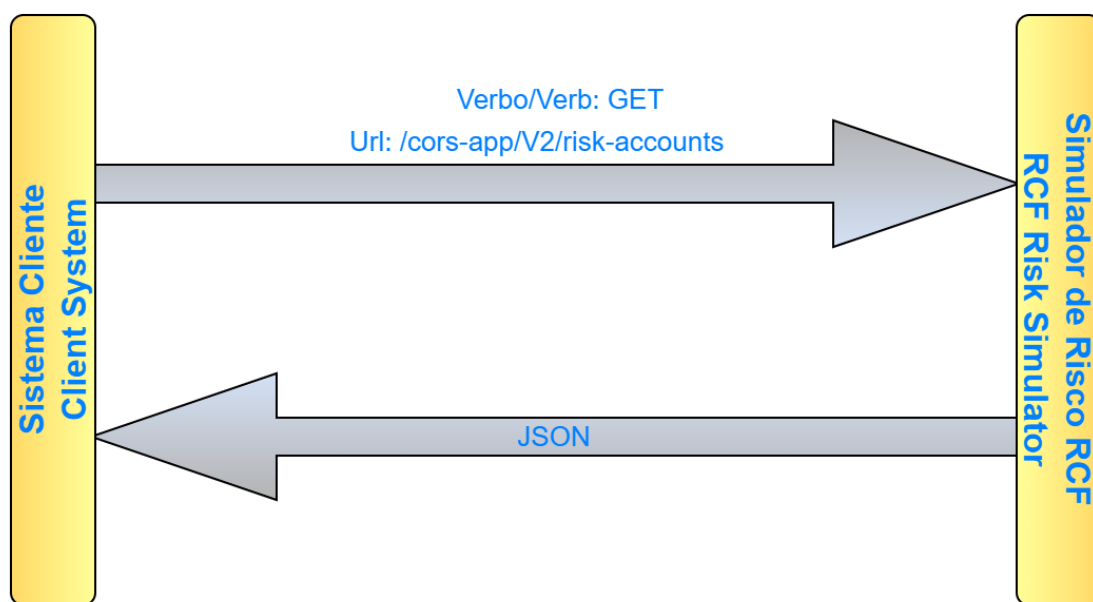 Sistema Cliente
Client System
Verbo/Verb: GET
Url: /cors-app/V2/risk-accounts
JSON
Simulador de Risco RCF
RCF Risk Simulator